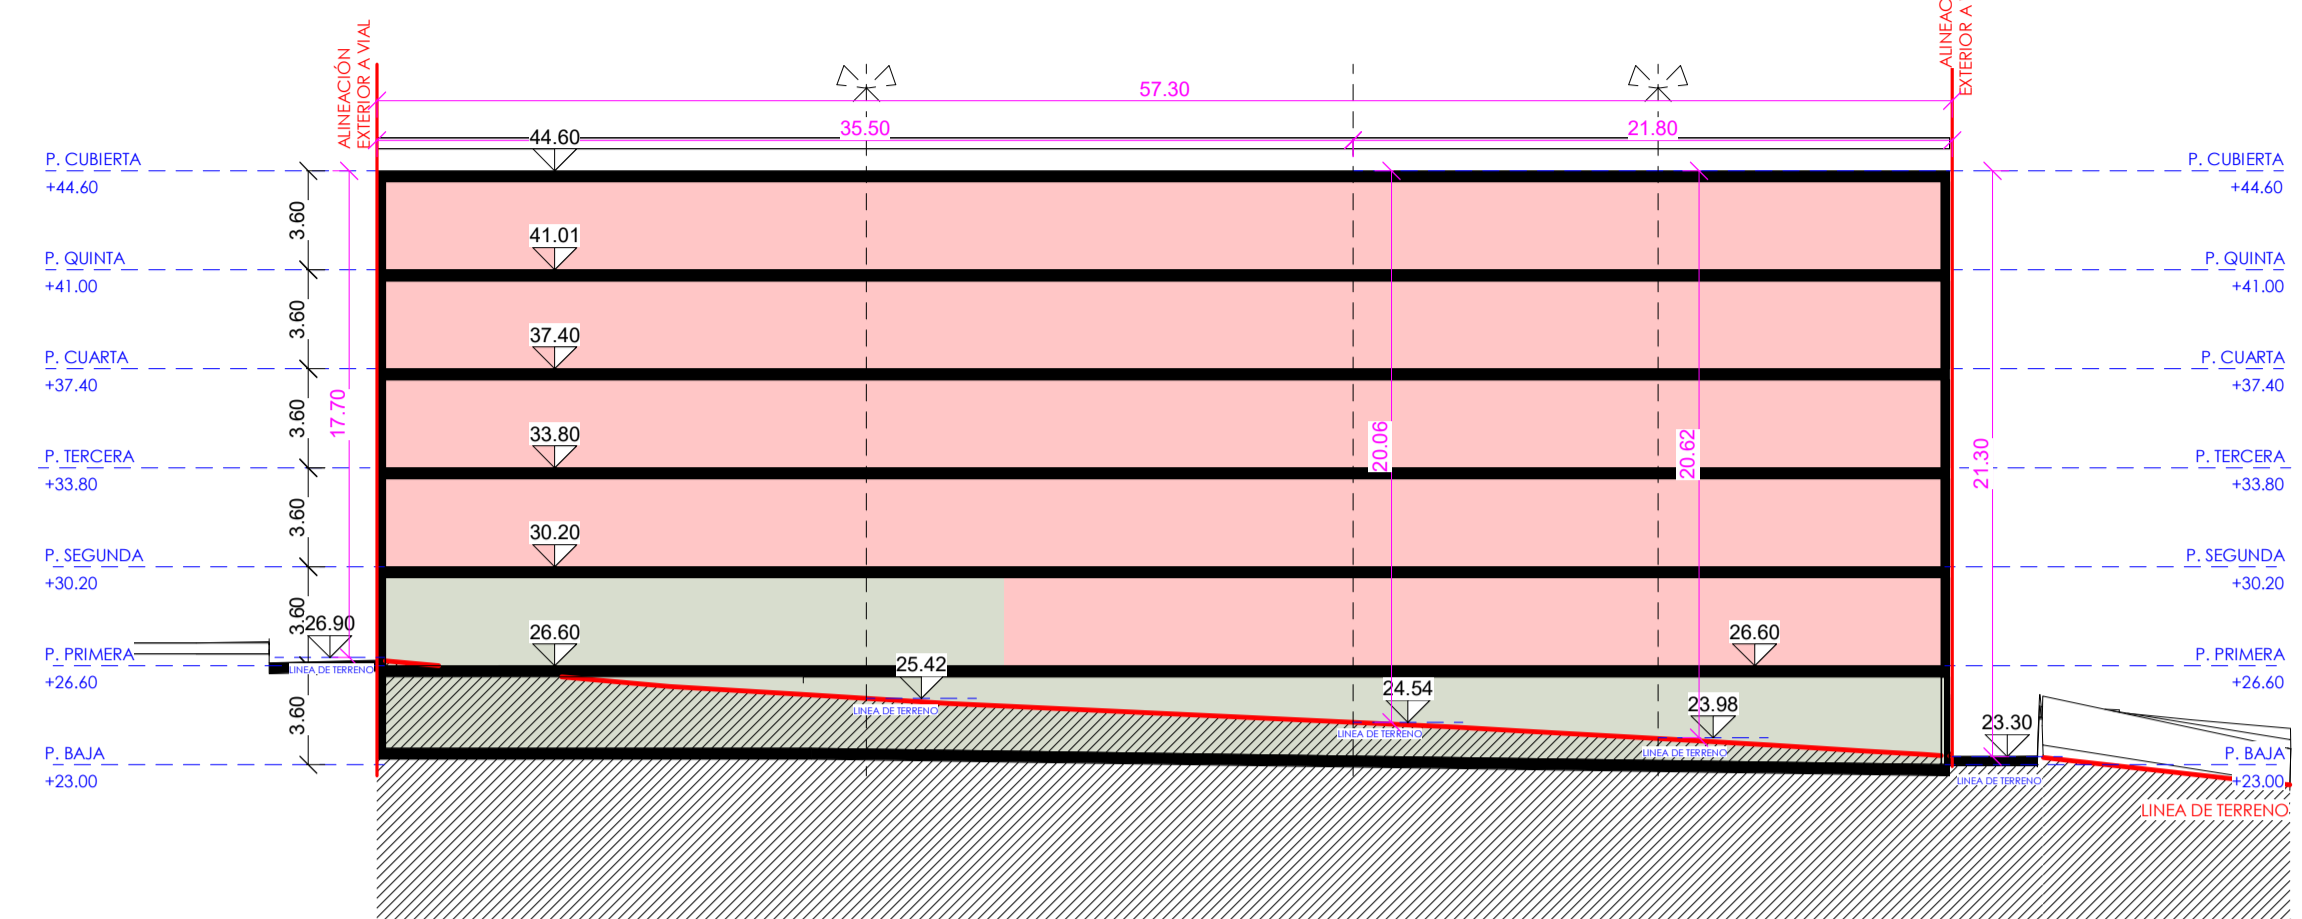 ALINEACIÓN
EXTERIOR A VIAL
ALINEAC
EXTERIOR A
57.30
35.50
21.80
44.60
P. CUBIERTA
+44.60
P. CUBIERTA
+44.60
3.60
41.01
P. QUINTA
+41.00
P. QUINTA
+41.00
3.60
37.40
P. CUARTA
+37.40
P. CUARTA
+37.40
17.70
3.60
33.80
20.06
20.62
21.30
P. TERCERA
+33.80
P. TERCERA
+33.80
3.60
30.20
P. SEGUNDA
+30.20
P. SEGUNDA
+30.20
3.60
26.90
26.60
26.60
P. PRIMERA
+26.60
LINEA DE TERRENO
P. PRIMERA
+26.60
25.42
LINEA DE TERRENO
24.54
LINEA DE TERRENO
23.98
LINEA DE TERRENO
3.60
23.30
P. BAJA
+23.00
LINEA DE TERRENO
P. BAJA
+23.00
LINEA DE TERRENO